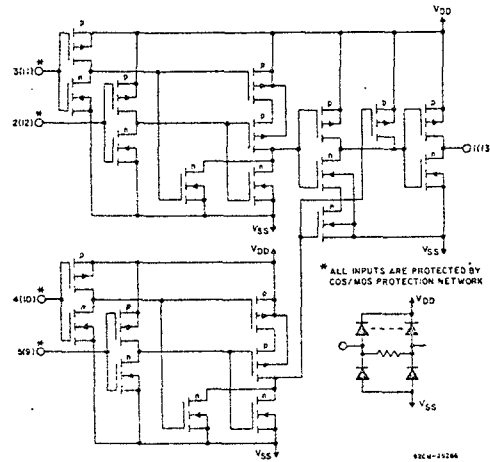 VDD
p
p
p
p
p
p
3(11) *
n
p
p
2(12) *
n
p
n
1(13
n
n
n
n
n
VSS
VDD
VSS
p
p
* ALL INPUTS ARE PROTECTED BY
COS/MOS PROTECTION NETWORK
4(10) *
n
p
p
VDD
5(9) *
n
n
n
VSS
VSS
92CM-29286